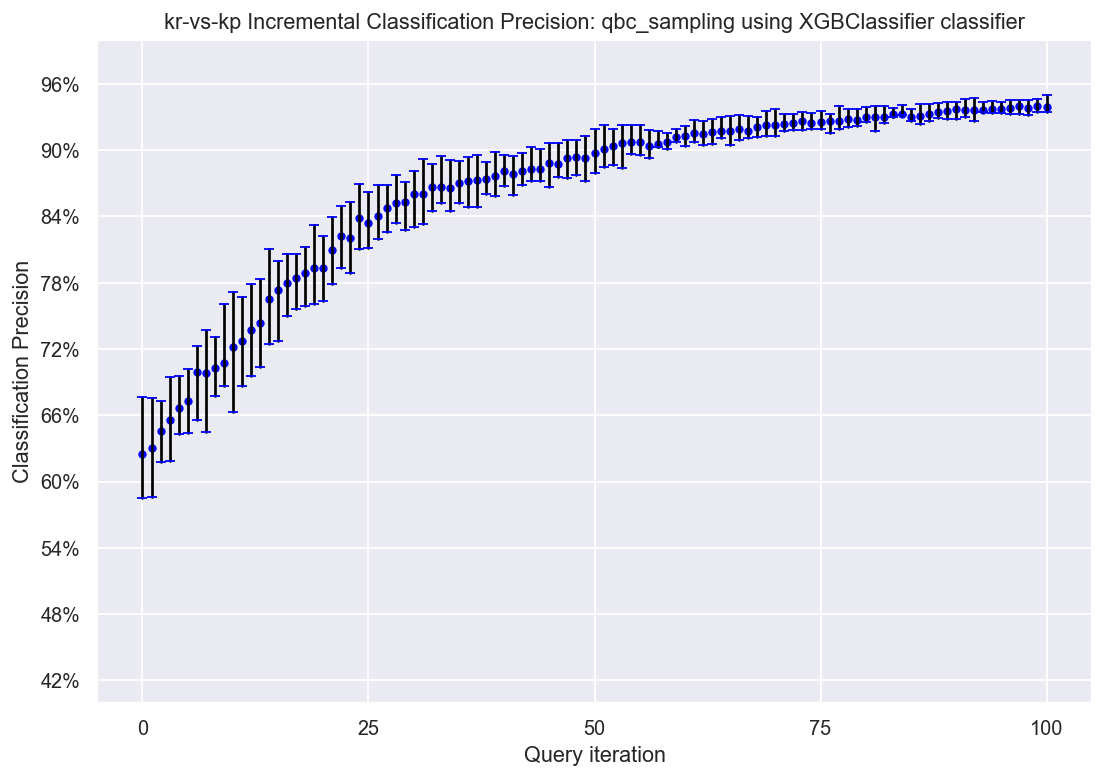 kr-vs-kp Incremental Classification Precision: qbc_sampling using XGBClassifier classifier
96%
90%
84%
78%
72%
66%
60%
54%
48%
42%
Classification Precision
0 25 50 75 100
Query iteration